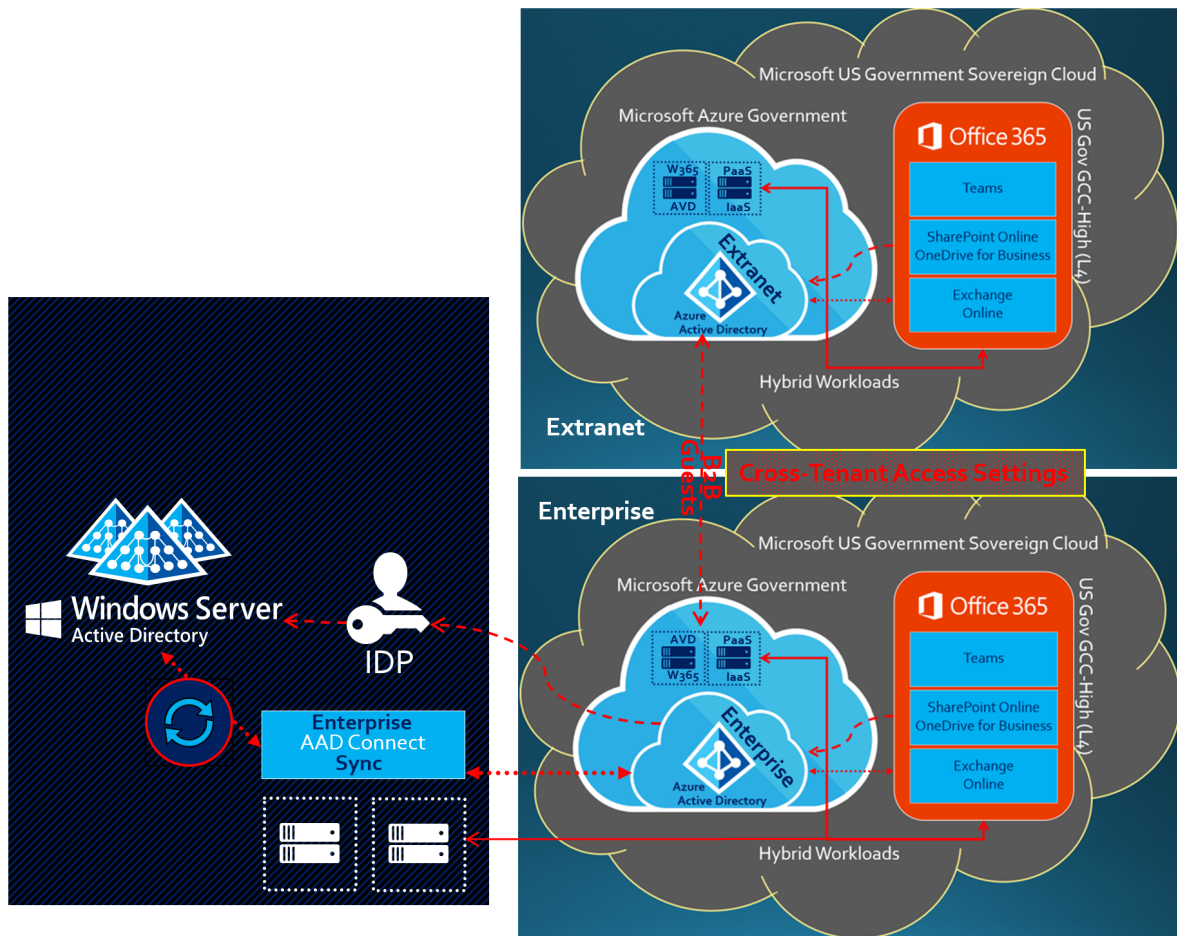 Microsoft US Government Sovereign Cloud
Microsoft Azure Government
US Gov GCC-High (L4)
Office 365
Teams
SharePoint Online
OneDrive for Business
Exchange
Online
W365
AVD
PaaS
IaaS
Extranet
Azure
Active Directory
Hybrid Workloads
Extranet
B2B
Guests
Cross-Tenant Access Settings
Enterprise
Microsoft US Government Sovereign Cloud
Microsoft Azure Government
US Gov GCC-High (L4)
Office 365
Teams
SharePoint Online
OneDrive for Business
Exchange
Online
AVD
W365
PaaS
IaaS
Enterprise
Azure
Active Directory
Hybrid Workloads
Windows Server
Active Directory
IDP
Enterprise
AAD Connect
Sync